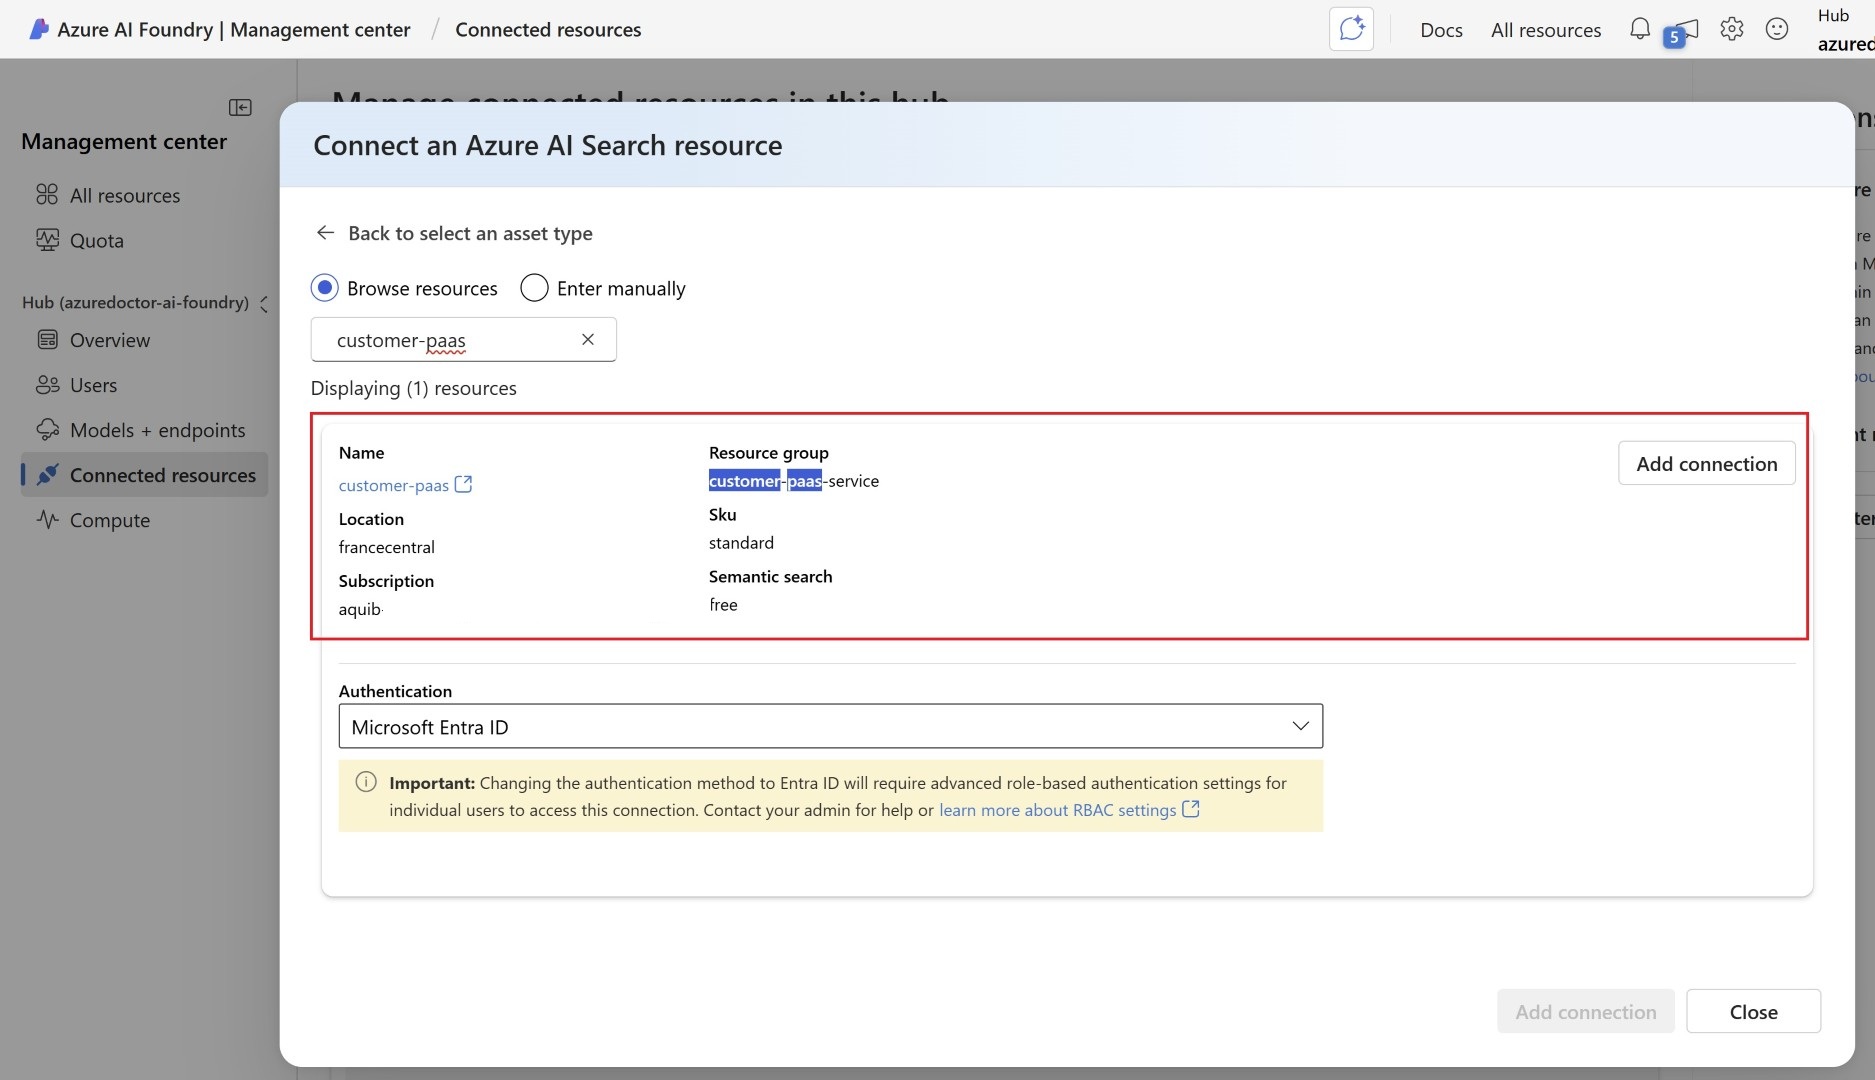 Azure AI Foundry | Management center / Connected resources
Docs
All resources
5
Hub
azured
Management center
All resources
Quota
Hub (azuredoctor-ai-foundry)
Overview
Users
Models + endpoints
Connected resources
Compute
Manage connected resources in this hub
Connect an Azure AI Search resource
Back to select an asset type
Browse resources
Enter manually
customer-paas
Displaying (1) resources
Name
customer-paas
Location
francecentral
Subscription
aquib
Resource group
customer-paas-service
Sku
standard
Semantic search
free
Add connection
Authentication
Microsoft Entra ID
Important: Changing the authentication method to Entra ID will require advanced role-based authentication settings for
individual users to access this connection. Contact your admin for help or learn more about RBAC settings
Add connection
Close